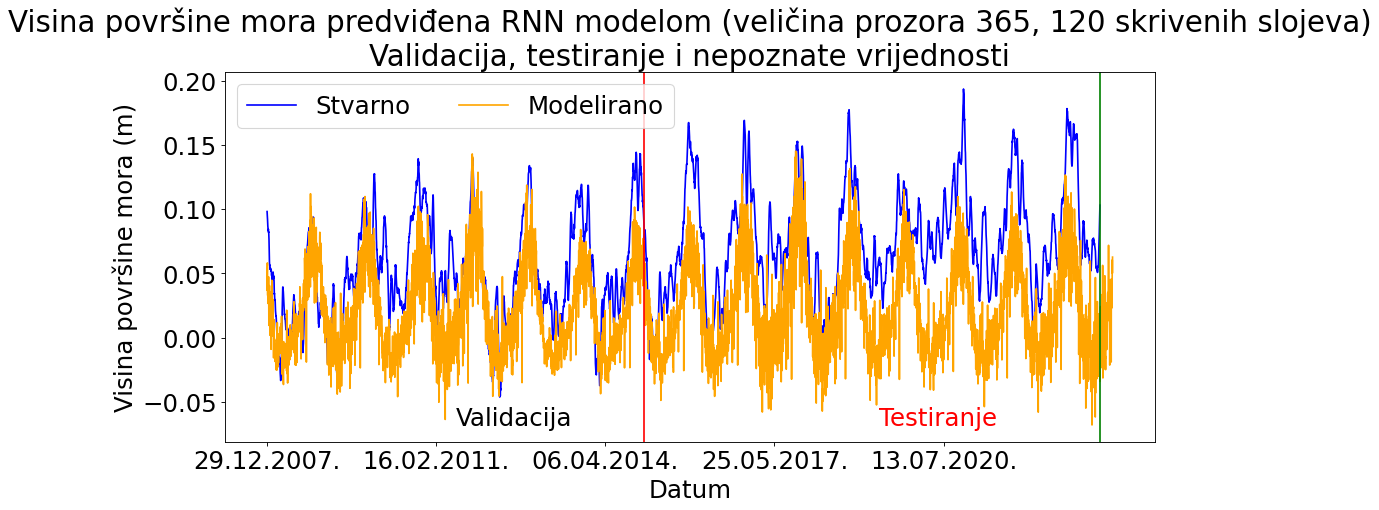 Visina površine mora predviđena RNN modelom (veličina prozora 365, 120 skrivenih slojeva)
Validacija, testiranje i nepoznate vrijednosti
Stvarno
Modelirano
Visina površine mora (m)
0.20
0.15
0.10
0.05
0.00
−0.05
Validacija
Testiranje
29.12.2007.
16.02.2011.
06.04.2014.
25.05.2017.
13.07.2020.
Datum